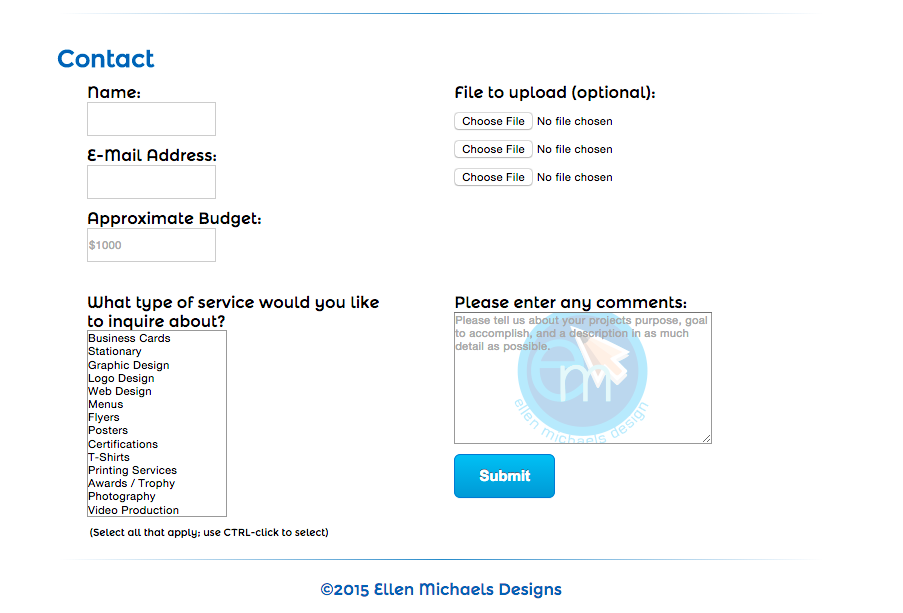 Contact
Name:
E-Mail Address:
Approximate Budget:
$1000
File to upload (optional):
Choose File No file chosen
Choose File No file chosen
Choose File No file chosen
What type of service would you like
to inquire about?
Business Cards
Stationary
Graphic Design
Logo Design
Web Design
Menus
Flyers
Posters
Certifications
T-Shirts
Printing Services
Awards / Trophy
Photography
Video Production
(Select all that apply; use CTRL-click to select)
Please enter any comments:
Please tell us about your projects purpose, goal
to accomplish, and a description in as much
detail as possible.
em
ellen michaels design
Submit
©2015 Ellen Michaels Designs